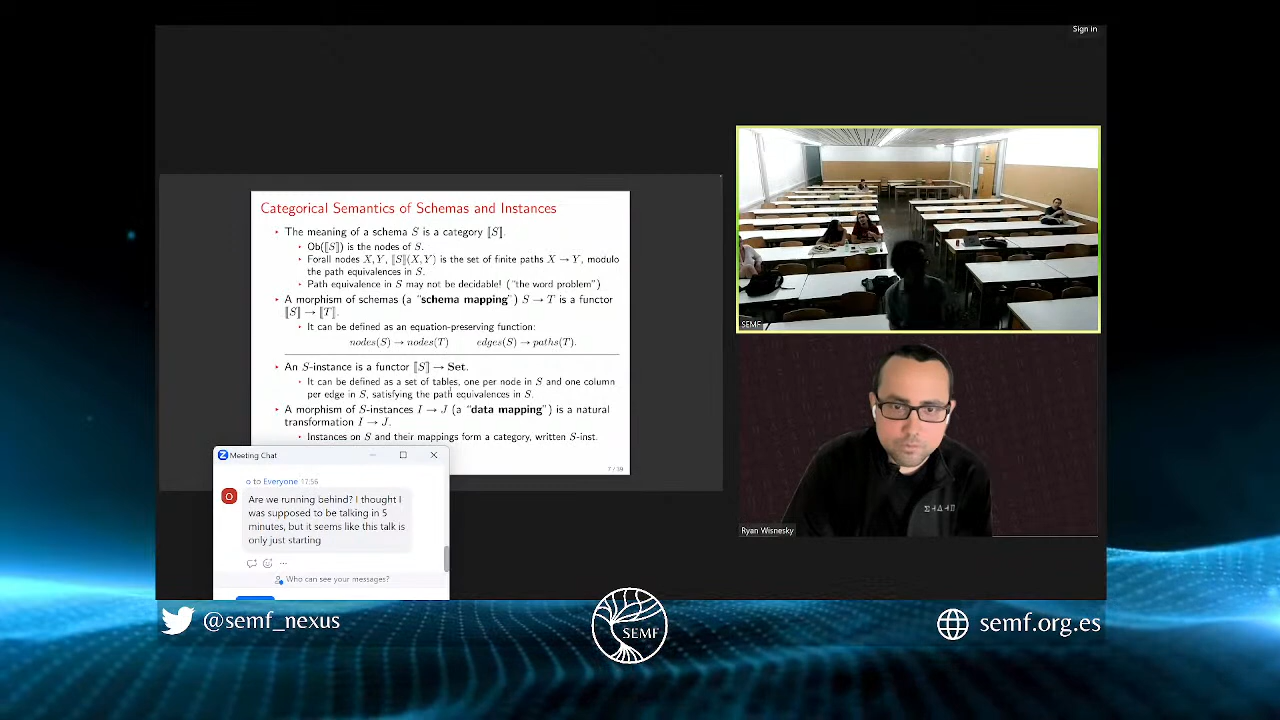 Sign in
Categorical Semantics of Schemas and Instances
• The meaning of a schema S is a category ⟦S⟧.
• Ob(⟦S⟧) is the nodes of S.
• Forall nodes X, Y, ⟦S⟧(X, Y) is the set of finite paths X → Y, modulo
the path equivalences in S.
• Path equivalence in S may not be decidable! ("the word problem")
• A morphism of schemas (a "schema mapping") S → T is a functor
⟦S⟧ → ⟦T⟧.
• It can be defined as an equation-preserving function:
nodes(S) → nodes(T) edges(S) → paths(T).
• An S-instance is a functor ⟦S⟧ → Set.
• It can be defined as a set of tables, one per node in S and one column
per edge in S, satisfying the path equivalences in S.
• A morphism of S-instances I → J (a "data mapping") is a natural
transformation I → J.
• Instances on S and their mappings form a category, written S-inst.
7 / 39
Meeting Chat
o to Everyone 17:56
O
Are we running behind? I thought I
was supposed to be talking in 5
minutes, but it seems like this talk is
only just starting
Who can see your messages?
SEMF
Ryan Wisnesky
ΣΔΠ
@semf_nexus
SEMF
semf.org.es